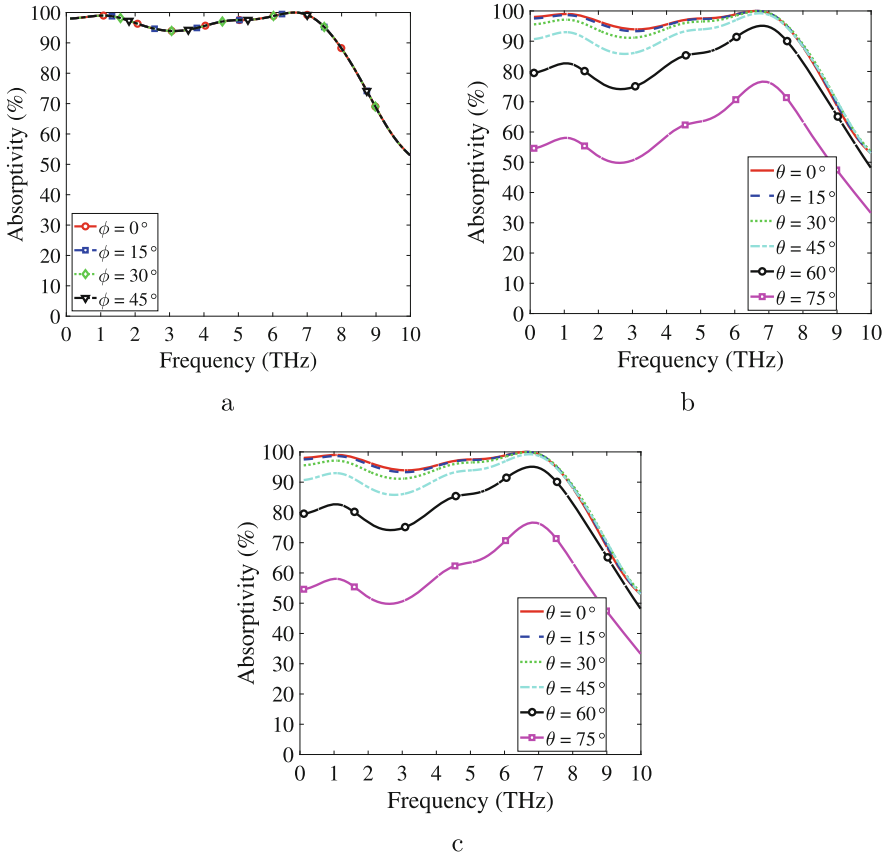 100
90
80
70
60
50
40
30
20
10
0
Absorptivity (%)
ϕ = 0°
ϕ = 15°
ϕ = 30°
ϕ = 45°
0 1 2 3 4 5 6 7 8 9 10
Frequency (THz)
a
100
90
80
70
60
50
40
30
20
10
0
Absorptivity (%)
θ = 0°
θ = 15°
θ = 30°
θ = 45°
θ = 60°
θ = 75°
0 1 2 3 4 5 6 7 8 9 10
Frequency (THz)
b
100
90
80
70
60
50
40
30
20
10
0
Absorptivity (%)
θ = 0°
θ = 15°
θ = 30°
θ = 45°
θ = 60°
θ = 75°
0 1 2 3 4 5 6 7 8 9 10
Frequency (THz)
c